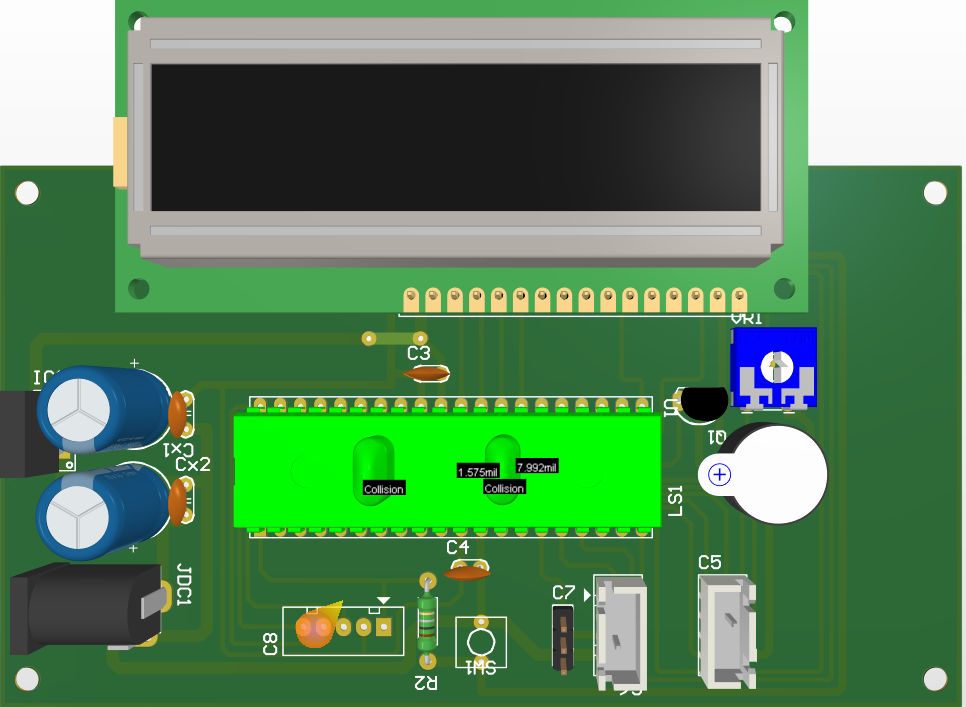 VR1
C3
U1
Q1
Cx1
Cx2
1.575mil
7.992mil
Collision
Collision
LS1
C4
C5
JDC1
C7
C8
SW1
R2